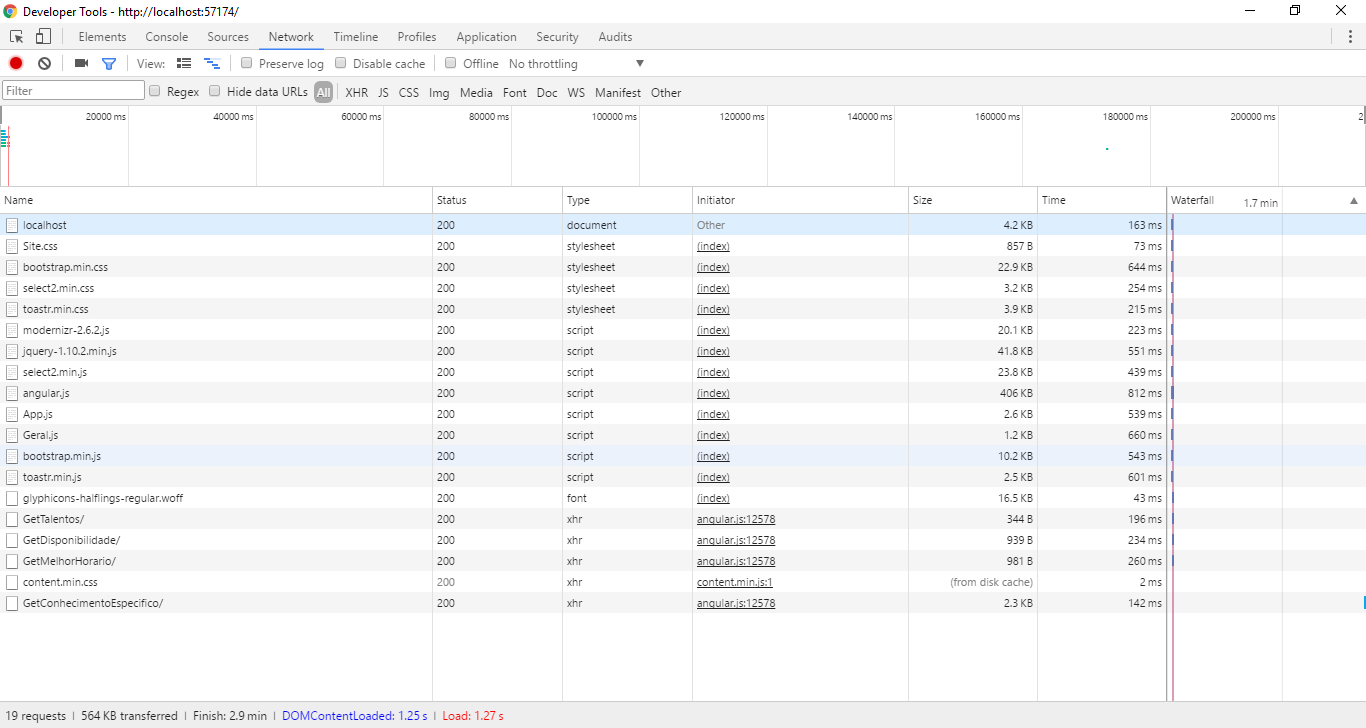 Developer Tools - http://localhost:57174/
Elements Console Sources Network Timeline Profiles Application Security Audits
View: Preserve log Disable cache Offline No throttling
Filter Regex Hide data URLs All XHR JS CSS Img Media Font Doc WS Manifest Other
20000 ms 40000 ms 60000 ms 80000 ms 100000 ms 120000 ms 140000 ms 160000 ms 180000 ms 200000 ms 2
Name Status Type Initiator Size Time Waterfall 1.7 min
localhost 200 document Other 4.2 KB 163 ms
Site.css 200 stylesheet (index) 857 B 73 ms
bootstrap.min.css 200 stylesheet (index) 22.9 KB 644 ms
select2.min.css 200 stylesheet (index) 3.2 KB 254 ms
toastr.min.css 200 stylesheet (index) 3.9 KB 215 ms
modernizr-2.6.2.js 200 script (index) 20.1 KB 223 ms
jquery-1.10.2.min.js 200 script (index) 41.8 KB 551 ms
select2.min.js 200 script (index) 23.8 KB 439 ms
angular.js 200 script (index) 406 KB 812 ms
App.js 200 script (index) 2.6 KB 539 ms
Geral.js 200 script (index) 1.2 KB 660 ms
bootstrap.min.js 200 script (index) 10.2 KB 543 ms
toastr.min.js 200 script (index) 2.5 KB 601 ms
glyphicons-halflings-regular.woff 200 font (index) 16.5 KB 43 ms
GetTalentos/ 200 xhr angular.js:12578 344 B 196 ms
GetDisponibilidade/ 200 xhr angular.js:12578 939 B 234 ms
GetMelhorHorario/ 200 xhr angular.js:12578 981 B 260 ms
content.min.css 200 xhr content.min.js:1 (from disk cache) 2 ms
GetConhecimentoEspecifico/ 200 xhr angular.js:12578 2.3 KB 142 ms
19 requests | 564 KB transferred | Finish: 2.9 min | DOMContentLoaded: 1.25 s | Load: 1.27 s